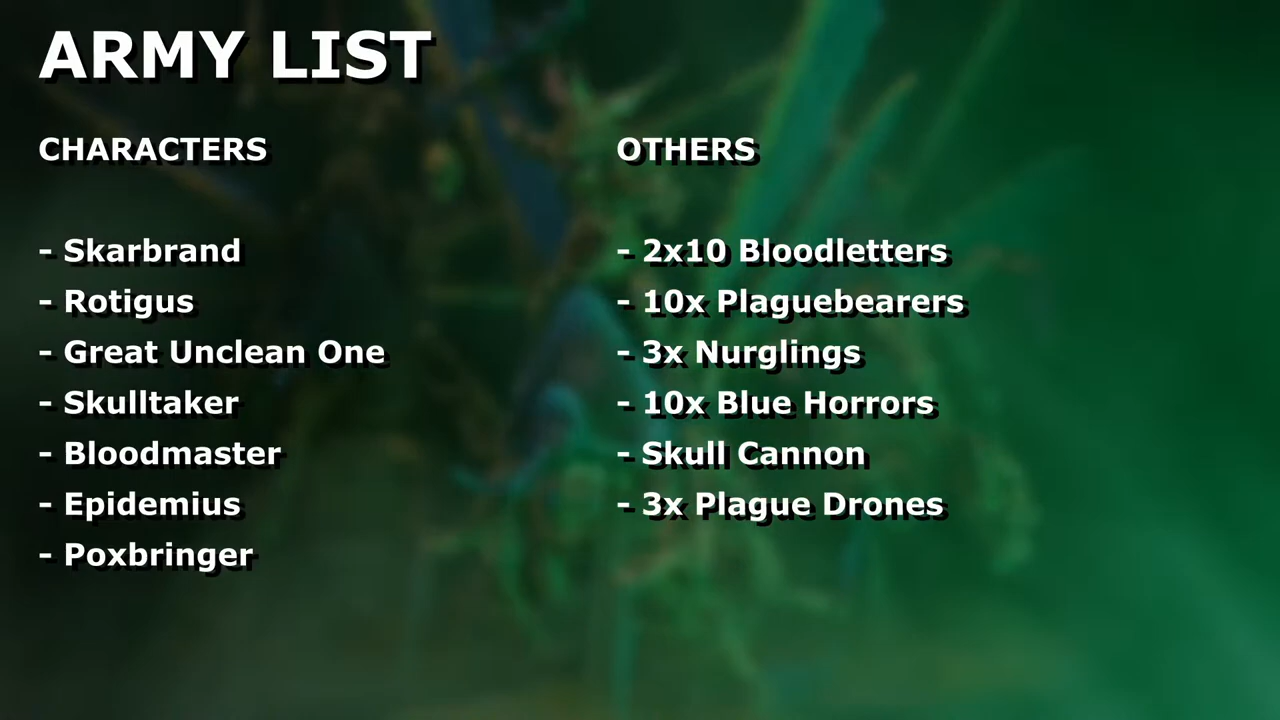 ARMY LIST
CHARACTERS
- Skarbrand
- Rotigus
- Great Unclean One
- Skulltaker
- Bloodmaster
- Epidemius
- Poxbringer
OTHERS
- 2x10 Bloodletters
- 10x Plaguebearers
- 3x Nurglings
- 10x Blue Horrors
- Skull Cannon
- 3x Plague Drones